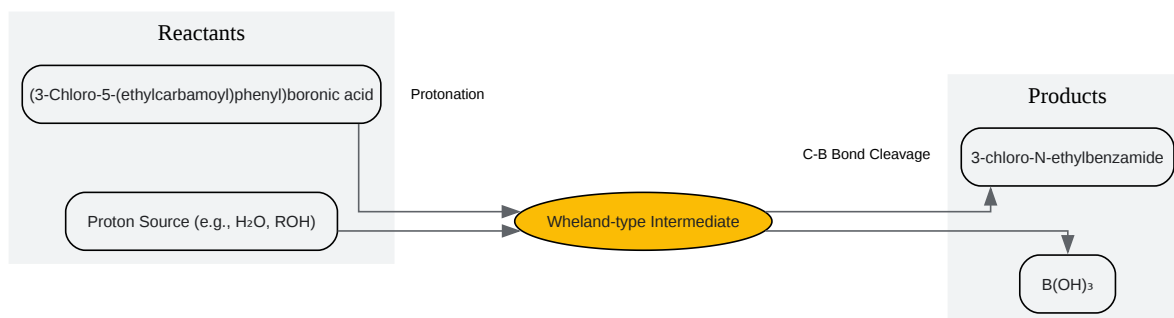 Reactants
(3-Chloro-5-(ethylcarbamoyl)phenyl)boronic acid
Protonation
Proton Source (e.g., H₂O, ROH)
Wheland-type Intermediate
C-B Bond Cleavage
Products
3-chloro-N-ethylbenzamide
B(OH)₃